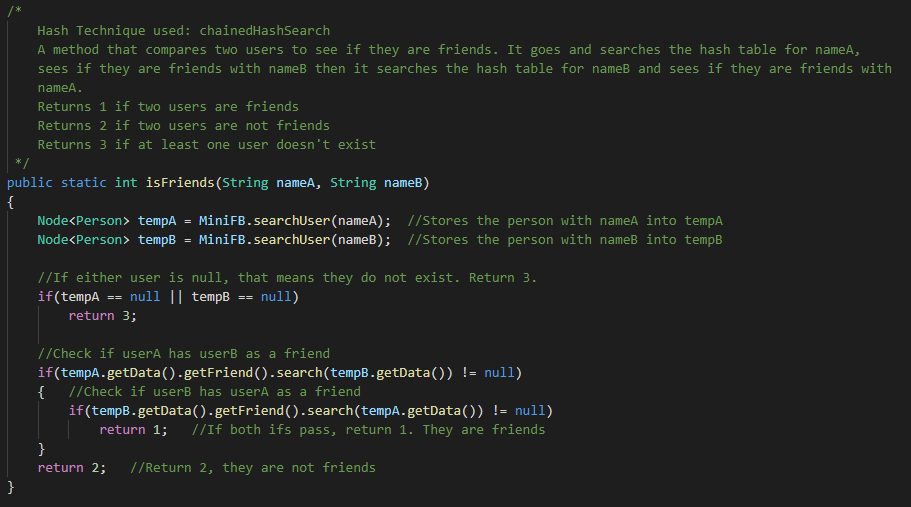 /*
    Hash Technique used: chainedHashSearch
    A method that compares two users to see if they are friends. It goes and searches the hash table for nameA,
    sees if they are friends with nameB then it searches the hash table for nameB and sees if they are friends with
    nameA.
    Returns 1 if two users are friends
    Returns 2 if two users are not friends
    Returns 3 if at least one user doesn't exist
 */
public static int isFriends(String nameA, String nameB)
{
    Node<Person> tempA = MiniFB.searchUser(nameA);  //Stores the person with nameA into tempA
    Node<Person> tempB = MiniFB.searchUser(nameB);  //Stores the person with nameB into tempB

    //If either user is null, that means they do not exist. Return 3.
    if(tempA == null || tempB == null)
        return 3;

    //Check if userA has userB as a friend
    if(tempA.getData().getFriend().search(tempB.getData()) != null)
    {   //Check if userB has userA as a friend
        if(tempB.getData().getFriend().search(tempA.getData()) != null)
            return 1;   //If both ifs pass, return 1. They are friends
    }
    return 2;   //Return 2, they are not friends
}